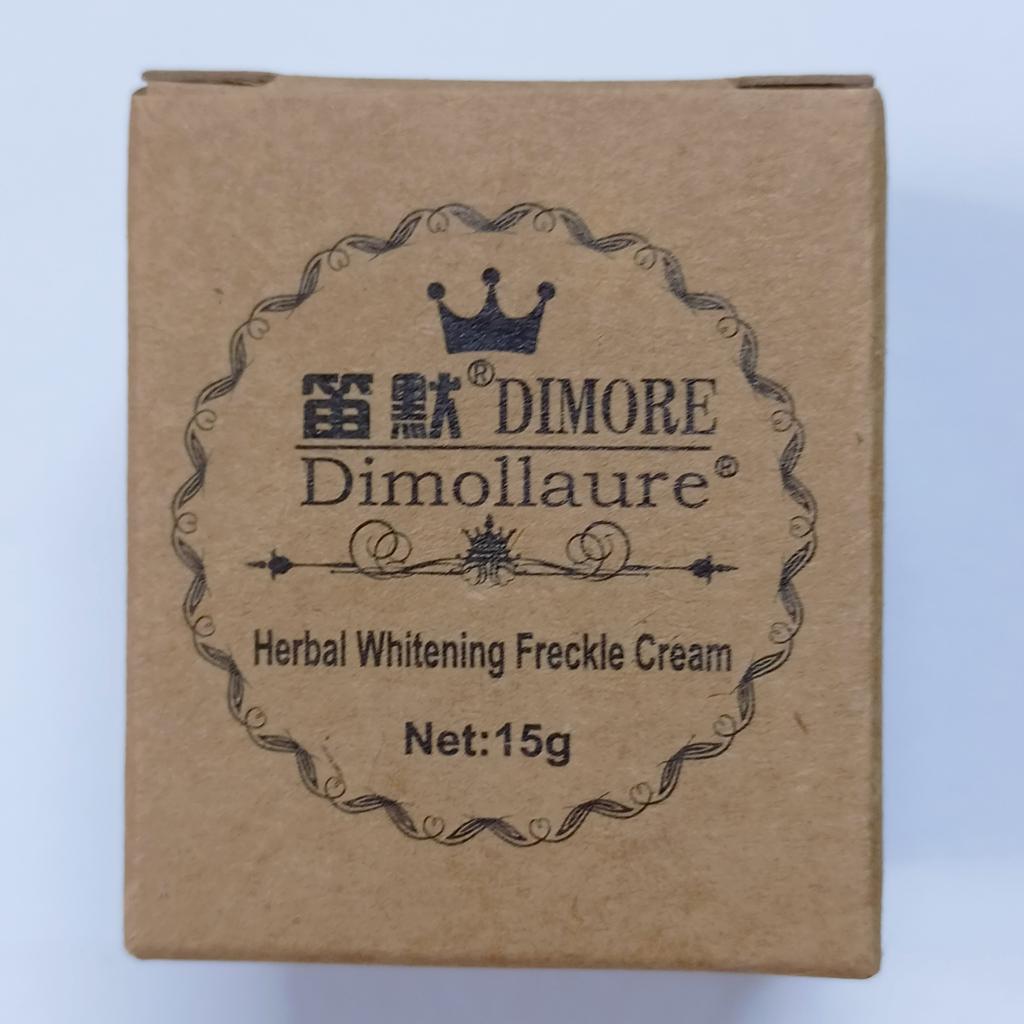 笛默®DIMORE
Dimollaure®
Herbal Whitening Freckle Cream
Net:15g